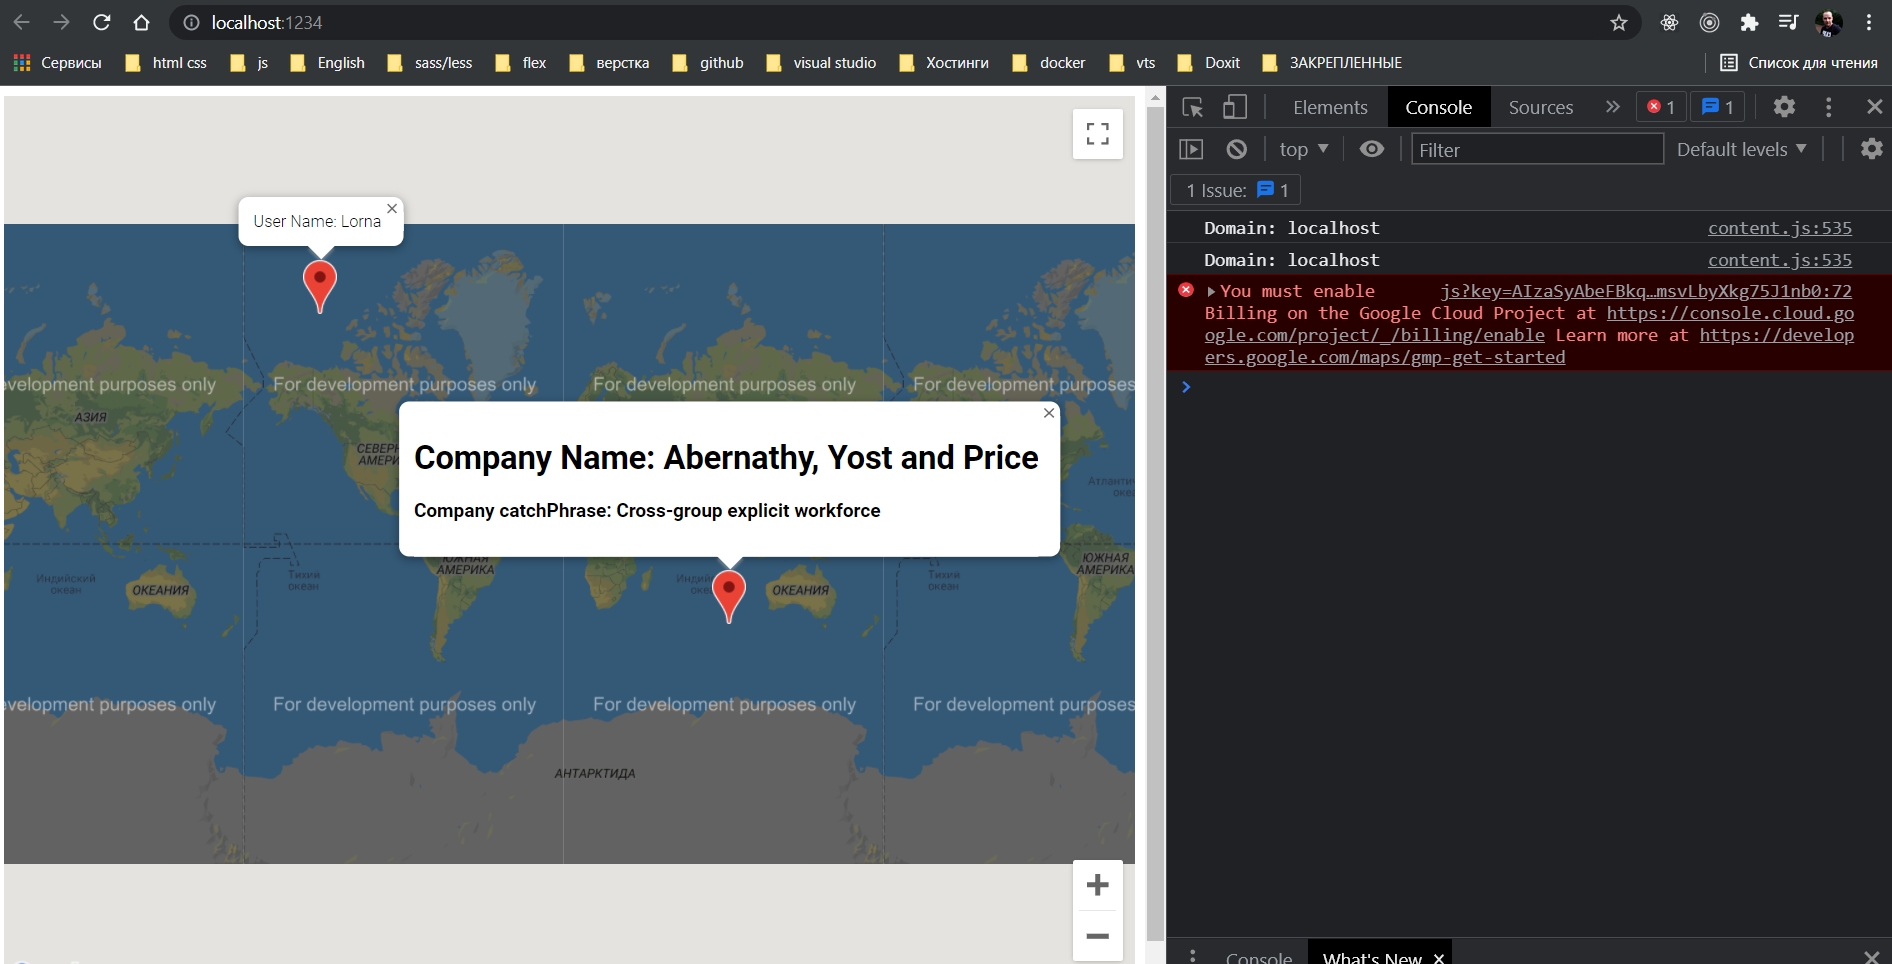 localhost:1234
Сервисы html css js English sass/less flex верстка github visual studio Хостинги docker vts Doxit ЗАКРЕПЛЕННЫЕ Список для чтения
Elements Console Sources 1 1
top Filter Default levels
1 Issue: 1
Domain: localhost content.js:535
Domain: localhost content.js:535
You must enable js?key=AIzaSyAbeFBkq…msvLbyXkg75J1nb0:72
Billing on the Google Cloud Project at https://console.cloud.go
ogle.com/project/_/billing/enable Learn more at https://develop
ers.google.com/maps/gmp-get-started
User Name: Lorna
evelopment purposes only For development purposes only For development purposes only For development purposes
АЗИЯ
СЕВЕРН
АМЕРИ
Company Name: Abernathy, Yost and Price
Company catchPhrase: Cross-group explicit workforce
Атлантич
океа
ЮЖНАЯ
АМЕРИКА
ЮЖНАЯ
АМЕРИКА
Индийский
океан
ОКЕАНИЯ
Тихий
океан
Индий
ок
ОКЕАНИЯ
Тихий
океан
evelopment purposes only For development purposes only For development purposes only For development purposes
АНТАРКТИДА
Console What's New